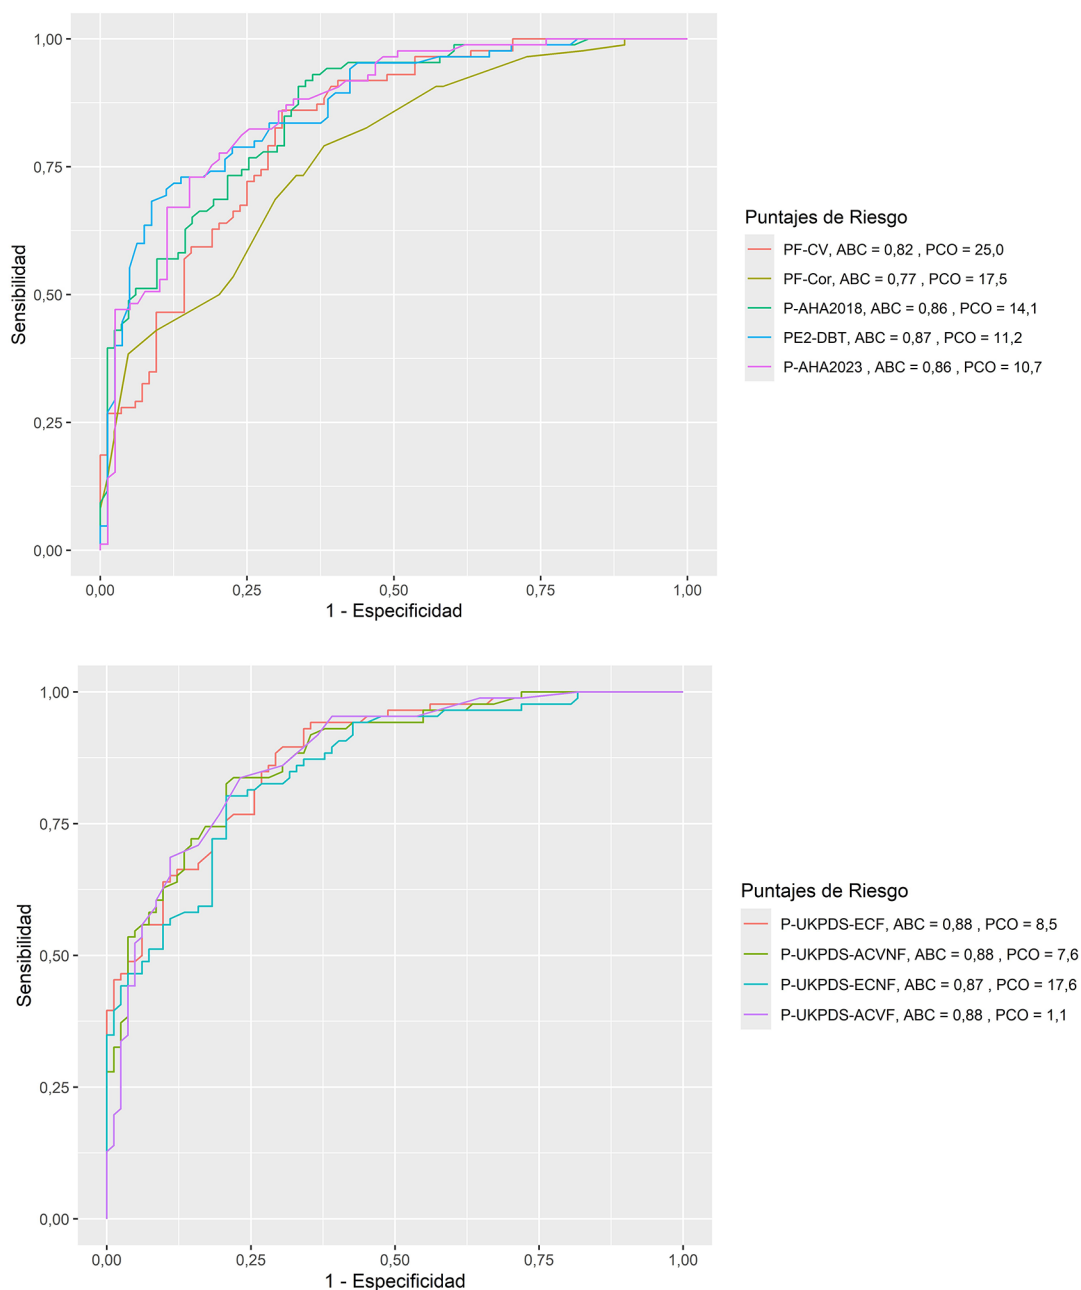 1,00
0,75
0,50
0,25
0,00
Sensibilidad
0,00 0,25 0,50 0,75 1,00
1 - Especificidad
Puntajes de Riesgo
PF-CV, ABC = 0,82 , PCO = 25,0
PF-Cor, ABC = 0,77 , PCO = 17,5
P-AHA2018, ABC = 0,86 , PCO = 14,1
PE2-DBT, ABC = 0,87 , PCO = 11,2
P-AHA2023 , ABC = 0,86 , PCO = 10,7
1,00
0,75
0,50
0,25
0,00
Sensibilidad
0,00 0,25 0,50 0,75 1,00
1 - Especificidad
Puntajes de Riesgo
P-UKPDS-ECF, ABC = 0,88 , PCO = 8,5
P-UKPDS-ACVNF, ABC = 0,88 , PCO = 7,6
P-UKPDS-ECNF, ABC = 0,87 , PCO = 17,6
P-UKPDS-ACVF, ABC = 0,88 , PCO = 1,1